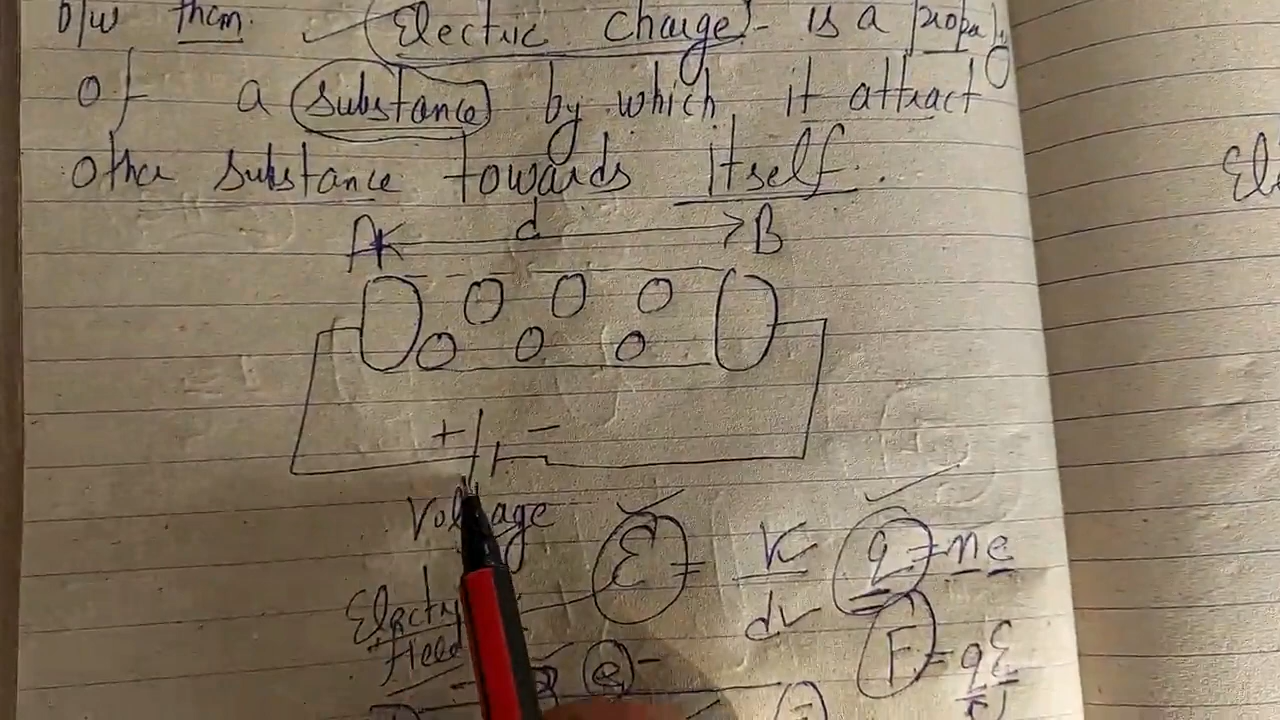 b/w them. Electric Charge - is a propety
of a substance by which it attract
other substance towards itself.
A d B
+ -
Voltage
E = V/d q = ne
Electric field
F = qE
e-